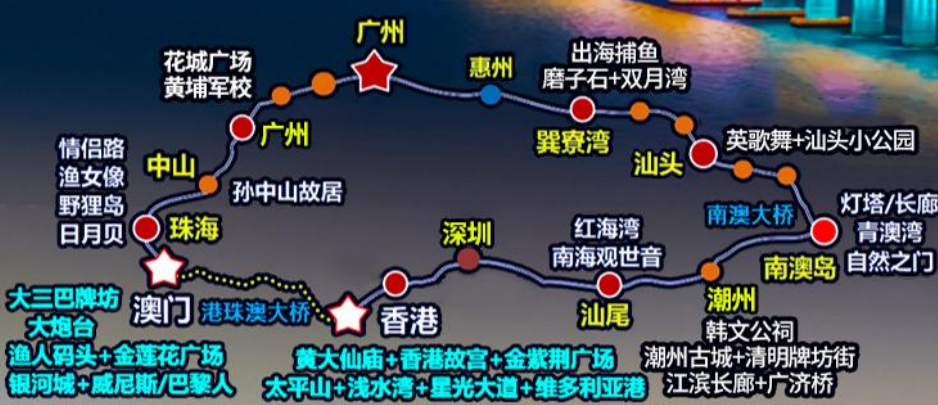 广州
花城广场
黄埔军校
惠州
出海捕鱼
磨子石+双月湾
广州
巽寮湾
汕头
英歌舞+汕头小公园
情侣路
渔女像
野狸岛
日月贝
中山
孙中山故居
珠海
南澳大桥
灯塔/长廊
青澳湾
自然之门
南澳岛
深圳
红海湾
南海观世音
汕尾
潮州
韩文公祠
潮州古城+清明牌坊街
江滨长廊+广济桥
澳门
港珠澳大桥
香港
大三巴牌坊
大炮台
渔人码头+金莲花广场
银河城+威尼斯/巴黎人
黄大仙庙+香港故宫+金紫荆广场
太平山+浅水湾+星光大道+维多利亚港